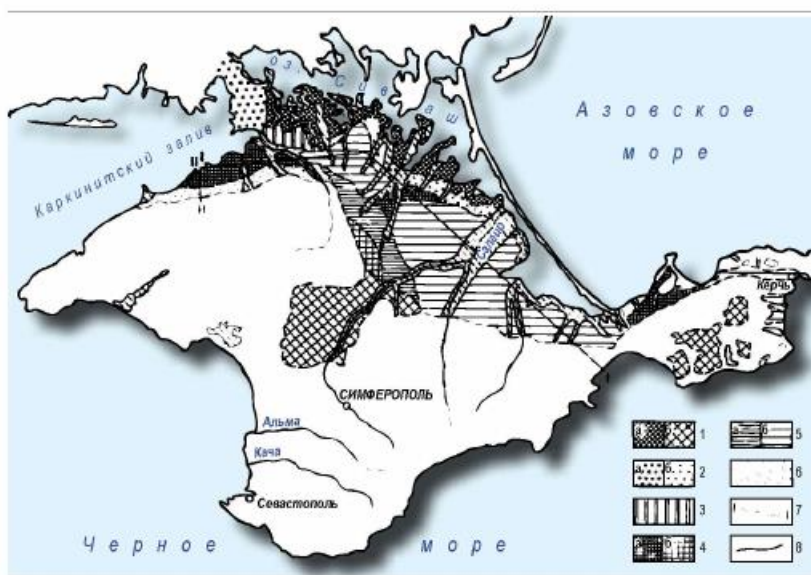 оз. Сиваш
Азовское
море
Каркинитский залив
II
Салгир
Керчь
СИМФЕРОПОЛЬ
Альма
Кача
Севастополь
Черное море
а б 1
а б 2
3
а б 4
а б 5
6
7
8